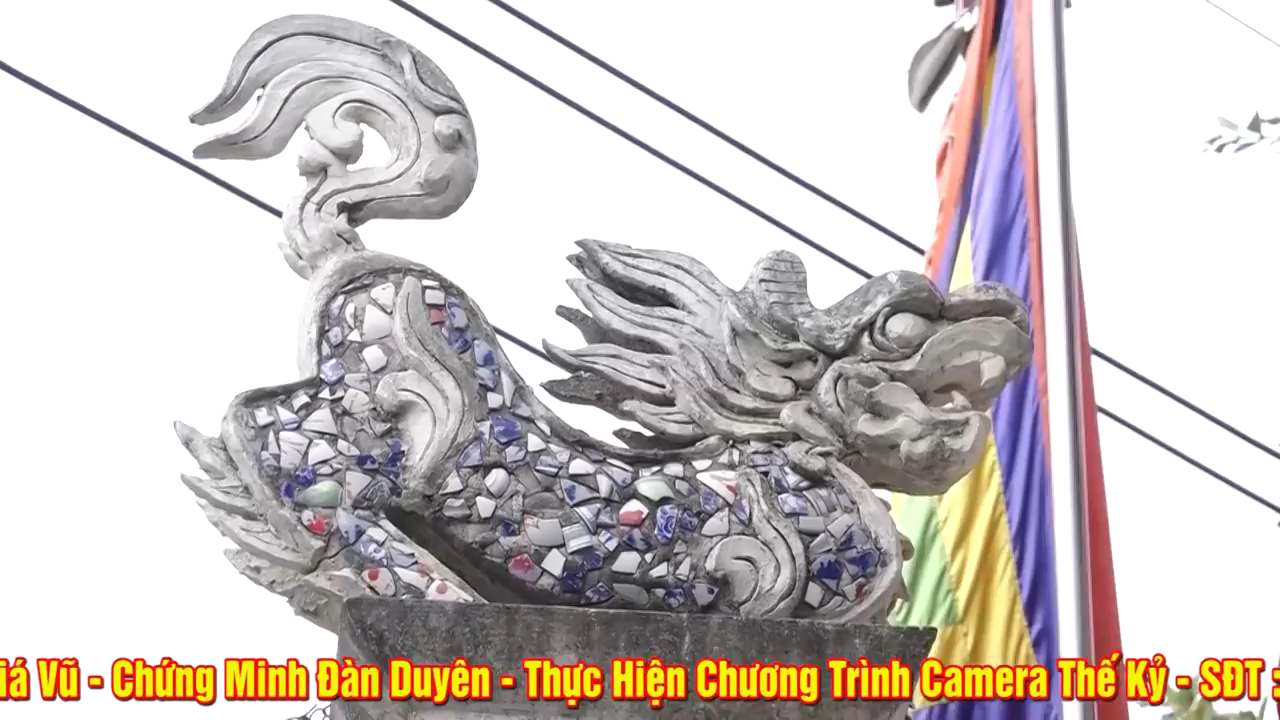 iá Vũ - Chứng Minh Đàn Duyên - Thực Hiện Chương Trình Camera Thế Kỷ - SĐT :